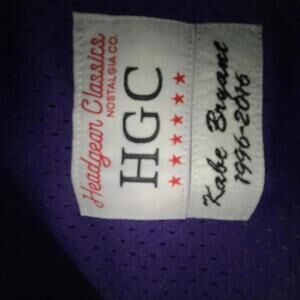 Headgear Classics
NOSTALGIA CO.
HGC
Kobe Bryant
1996-2016